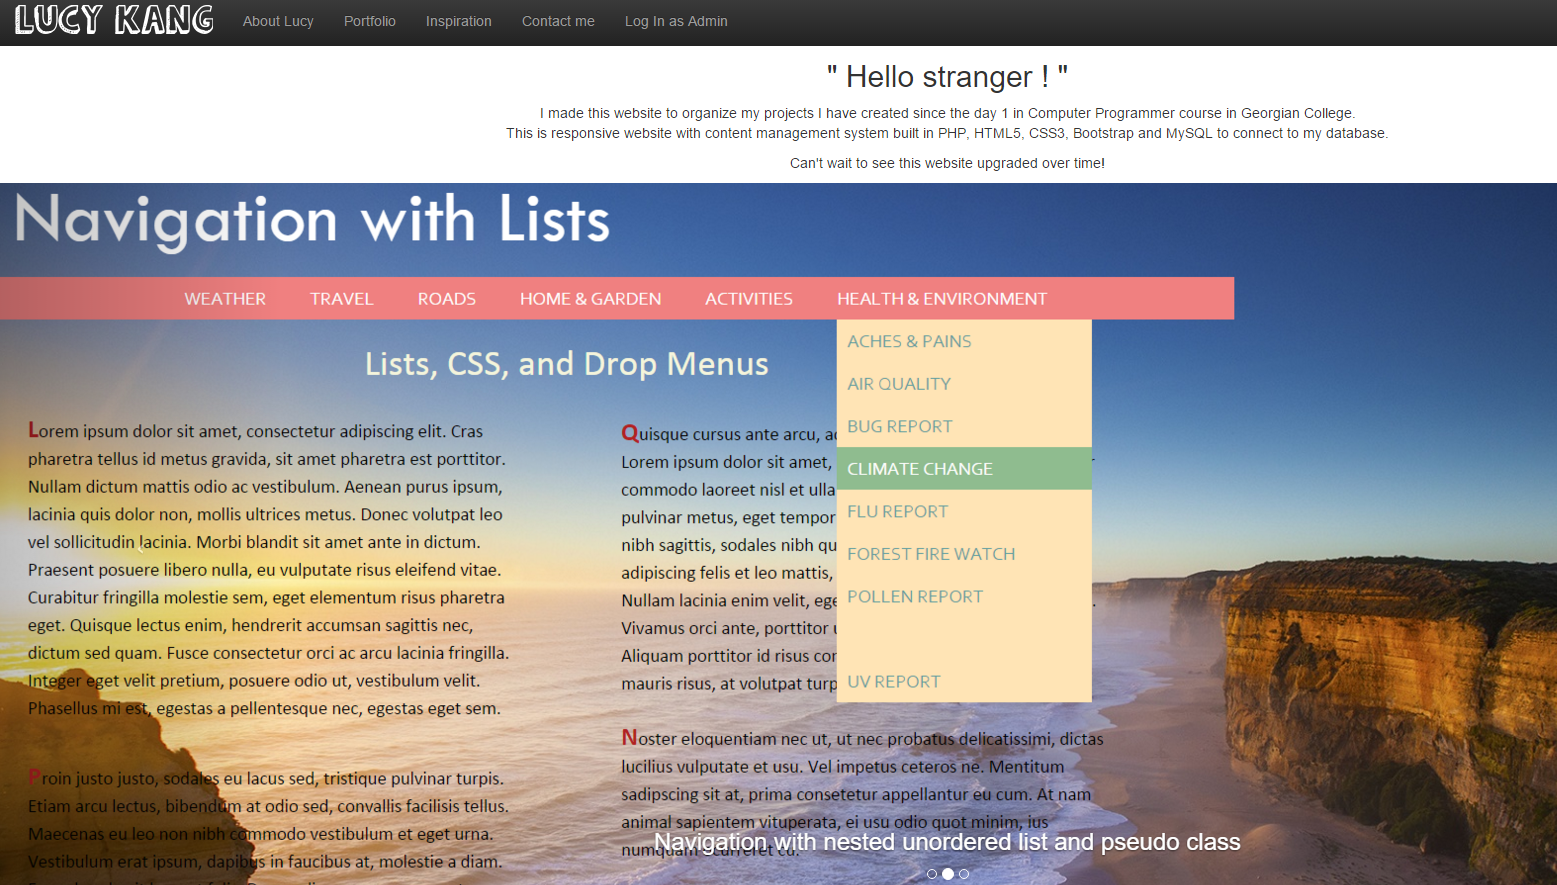 LUCY KANG
About Lucy
Portfolio
Inspiration
Contact me
Log In as Admin
" Hello stranger ! "
I made this website to organize my projects I have created since the day 1 in Computer Programmer course in Georgian College.
This is responsive website with content management system built in PHP, HTML5, CSS3, Bootstrap and MySQL to connect to my database.
Can't wait to see this website upgraded over time!
Navigation with Lists
WEATHER
TRAVEL
ROADS
HOME & GARDEN
ACTIVITIES
HEALTH & ENVIRONMENT
ACHES & PAINS
AIR QUALITY
BUG REPORT
CLIMATE CHANGE
FLU REPORT
FOREST FIRE WATCH
POLLEN REPORT
UV REPORT
Lists, CSS, and Drop Menus
Lorem ipsum dolor sit amet, consectetur adipiscing elit. Cras
pharetra tellus id metus gravida, sit amet pharetra est porttitor.
Nullam dictum mattis odio ac vestibulum. Aenean purus ipsum,
lacinia quis dolor non, mollis ultrices metus. Donec volutpat leo
vel sollicitudin lacinia. Morbi blandit sit amet ante in dictum.
Praesent posuere libero nulla, eu vulputate risus eleifend vitae.
Curabitur fringilla molestie sem, eget elementum risus pharetra
eget. Quisque lectus enim, hendrerit accumsan sagittis nec,
dictum sed quam. Fusce consectetur orci ac arcu lacinia fringilla.
Integer eget velit pretium, posuere odio ut, vestibulum velit.
Phasellus mi est, egestas a pellentesque nec, egestas eget sem.
Proin justo justo, sodales eu lacus sed, tristique pulvinar turpis.
Etiam arcu lectus, bibendum at odio sed, convallis facilisis tellus.
Maecenas eu leo non nibh commodo vestibulum et eget urna.
Vestibulum erat ipsum, dapibus in faucibus at, molestie a diam.
Quisque cursus ante arcu,
Lorem ipsum dolor sit amet,
commodo laoreet nisl et
pulvinar metus, eget tempor
nibh sagittis, sodales nibh
adipiscing felis et leo mattis,
Nullam lacinia enim velit,
Vivamus orci ante, porttitor
Aliquam porttitor id risus
mauris risus, at volutpat
Noster eloquentiam nec ut, ut nec probatus delicatissimi, dictas
lucilius vulputate et usu. Vel impetus ceteros ne. Mentitum
sadipscing sit at, prima consetetur appellantur eu cum. At nam
animal sapientem vituperata, ei usu odio quot minim, ius
numquam ocurreret cu.
Navigation with nested unordered list and pseudo class